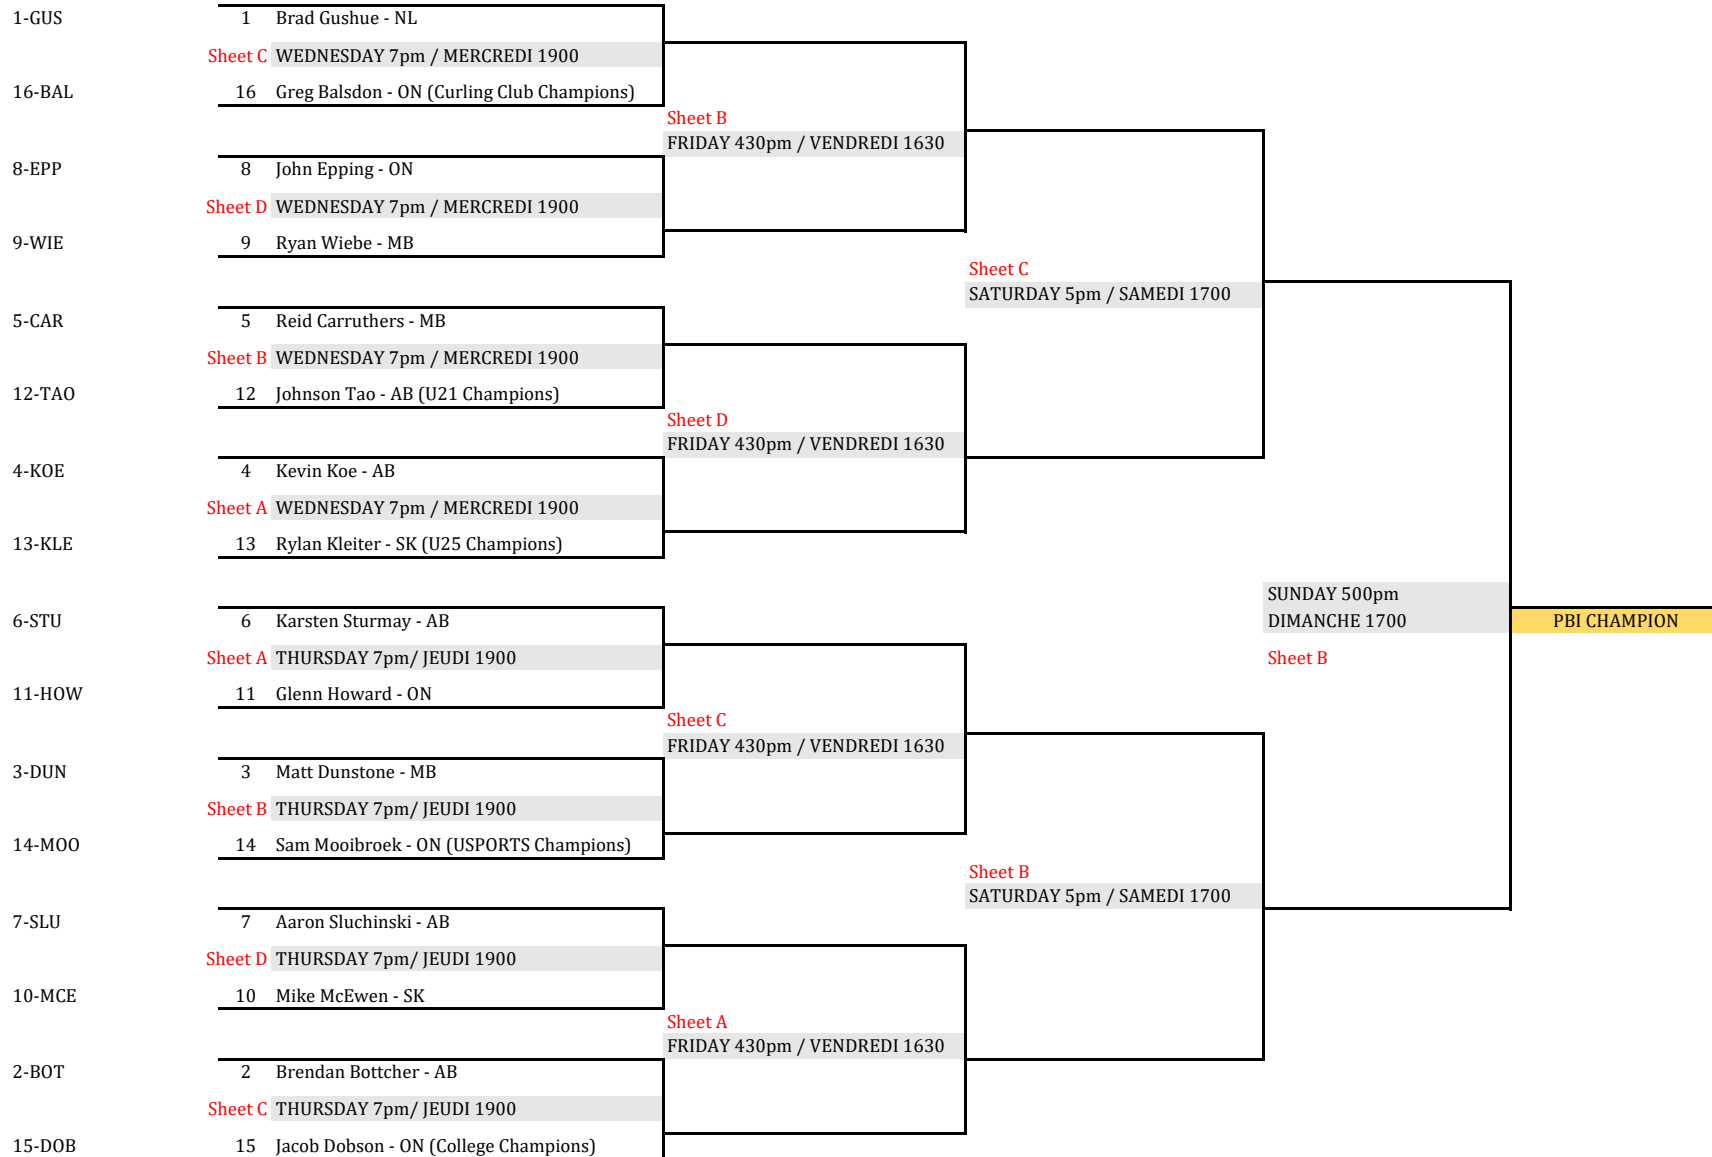 1-GUS 1 Brad Gushue - NL
Sheet C WEDNESDAY 7pm / MERCREDI 1900
16-BAL 16 Greg Balsdon - ON (Curling Club Champions)
Sheet B
FRIDAY 430pm / VENDREDI 1630
8-EPP 8 John Epping - ON
Sheet D WEDNESDAY 7pm / MERCREDI 1900
9-WIE 9 Ryan Wiebe - MB
Sheet C
SATURDAY 5pm / SAMEDI 1700
5-CAR 5 Reid Carruthers - MB
Sheet B WEDNESDAY 7pm / MERCREDI 1900
12-TAO 12 Johnson Tao - AB (U21 Champions)
Sheet D
FRIDAY 430pm / VENDREDI 1630
4-KOE 4 Kevin Koe - AB
Sheet A WEDNESDAY 7pm / MERCREDI 1900
13-KLE 13 Rylan Kleiter - SK (U25 Champions)
SUNDAY 500pm
6-STU 6 Karsten Sturmay - AB DIMANCHE 1700 PBI CHAMPION
Sheet A THURSDAY 7pm/ JEUDI 1900 Sheet B
11-HOW 11 Glenn Howard - ON
Sheet C
FRIDAY 430pm / VENDREDI 1630
3-DUN 3 Matt Dunstone - MB
Sheet B THURSDAY 7pm/ JEUDI 1900
14-MOO 14 Sam Mooibroek - ON (USPORTS Champions)
Sheet B
SATURDAY 5pm / SAMEDI 1700
7-SLU 7 Aaron Sluchinski - AB
Sheet D THURSDAY 7pm/ JEUDI 1900
10-MCE 10 Mike McEwen - SK
Sheet A
FRIDAY 430pm / VENDREDI 1630
2-BOT 2 Brendan Bottcher - AB
Sheet C THURSDAY 7pm/ JEUDI 1900
15-DOB 15 Jacob Dobson - ON (College Champions)